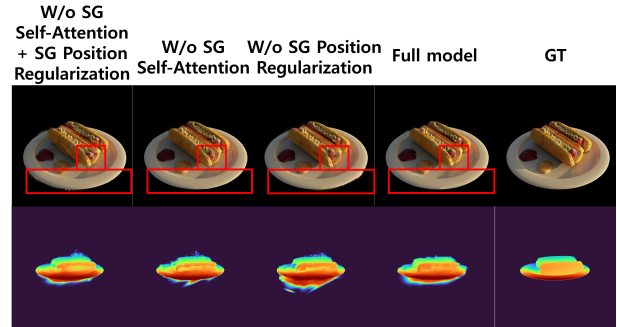 W/o SG
Self-Attention
+ SG Position
Regularization
W/o SG
Self-Attention
W/o SG Position
Regularization
Full model
GT